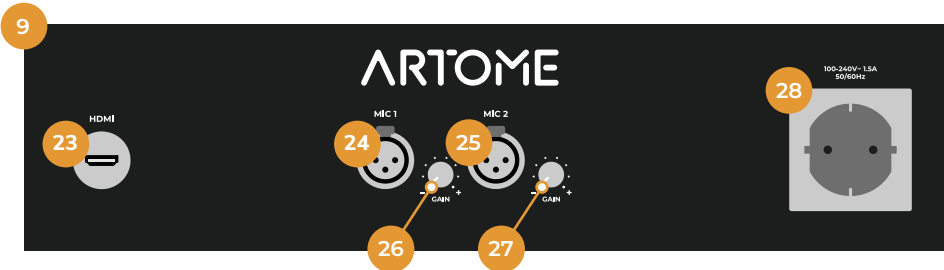 9
ARTOME
100-240V~ 1.5A
50/60Hz
28
HDMI
MIC 1
MIC 2
23
24
25
- +
GAIN
- +
GAIN
26
27